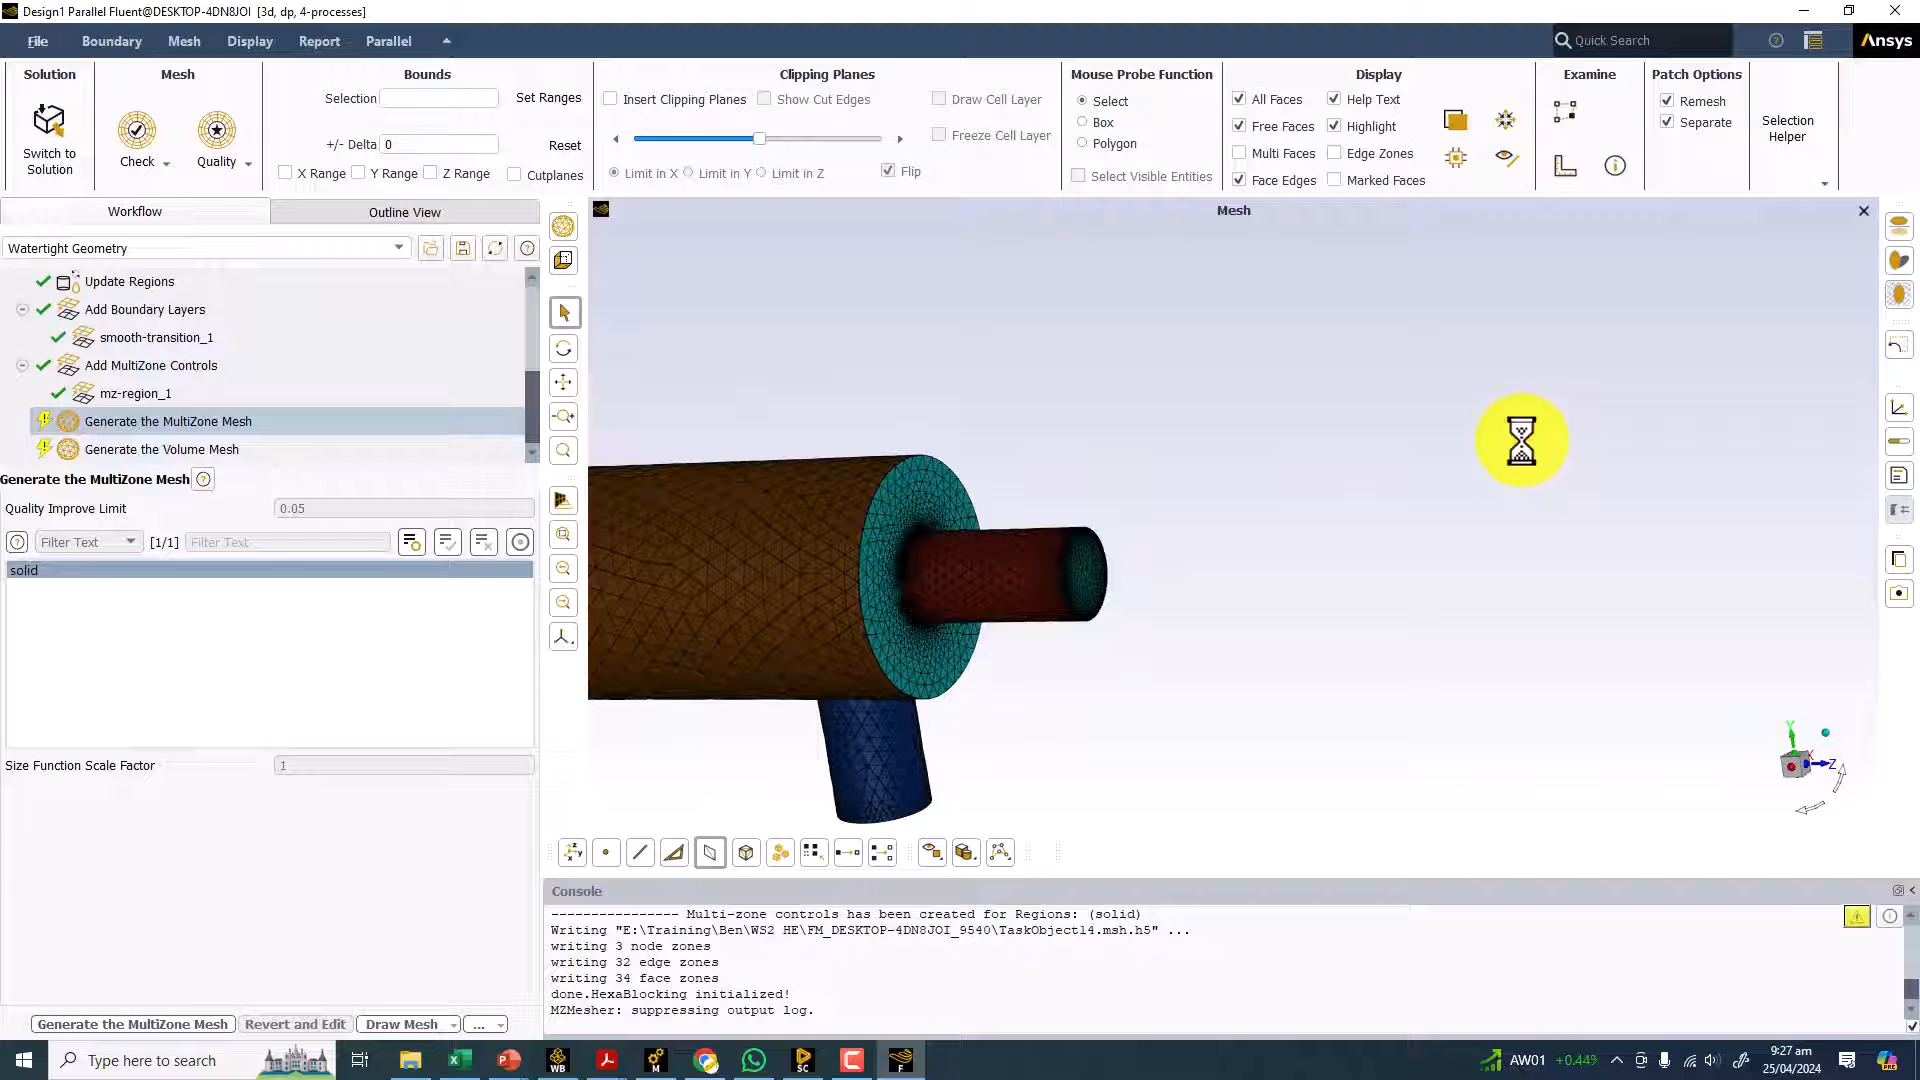 Design1 Parallel Fluent@DESKTOP-4DN8JOI [3d, dp, 4-processes]
File Boundary Mesh Display Report Parallel
Quick Search
Ansys
Solution Mesh Bounds Clipping Planes Mouse Probe Function Display Examine Patch Options
Selection Set Ranges Insert Clipping Planes Show Cut Edges Draw Cell Layer Select All Faces Help Text Remesh
Switch to Solution Check Quality +/- Delta 0 Reset Freeze Cell Layer Box Free Faces Highlight Separate Selection Helper
Polygon Multi Faces Edge Zones
X Range Y Range Z Range Cutplanes Limit in X Limit in Y Limit in Z Flip Select Visible Entities Face Edges Marked Faces
Workflow Outline View
Mesh
Watertight Geometry
Update Regions
Add Boundary Layers
smooth-transition_1
Add MultiZone Controls
mz-region_1
Generate the MultiZone Mesh
Generate the Volume Mesh
Generate the MultiZone Mesh
Quality Improve Limit 0.05
Filter Text [1/1] Filter Text
solid
Size Function Scale Factor 1
Y
X
Z
Console
---------------- Multi-zone controls has been created for Regions: (solid)
Writing "E:\Training\Ben\WS2 HE\FM_DESKTOP-4DN8JOI_9540\TaskObject14.msh.h5" ...
writing 3 node zones
writing 32 edge zones
writing 34 face zones
done.HexaBlocking initialized!
MZMesher: suppressing output log.
Generate the MultiZone Mesh Revert and Edit Draw Mesh ...
Type here to search
WB
M
SC
F
AW01 +0.44%
9:27 am
25/04/2024
PRE